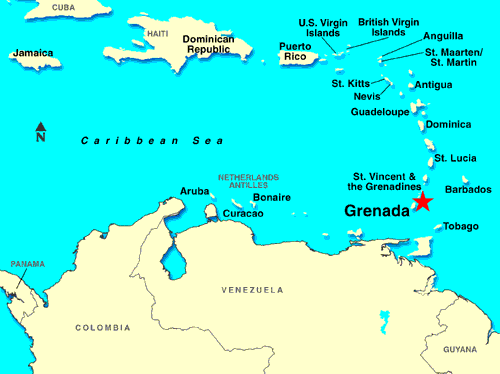 CUBA
U.S. Virgin
Islands
British Virgin
Islands
HAITI
Dominican
Republic
Puerto
Rico
Anguilla
Jamaica
St. Maarten/
St. Martin
St. Kitts
Nevis
Antigua
Guadeloupe
Dominica
N
Caribbean Sea
St. Lucia
NETHERLANDS
ANTILLES
St. Vincent &
the Grenadines
Aruba
Bonaire
Barbados
Curacao
Grenada
Tobago
PANAMA
VENEZUELA
COLOMBIA
GUYANA